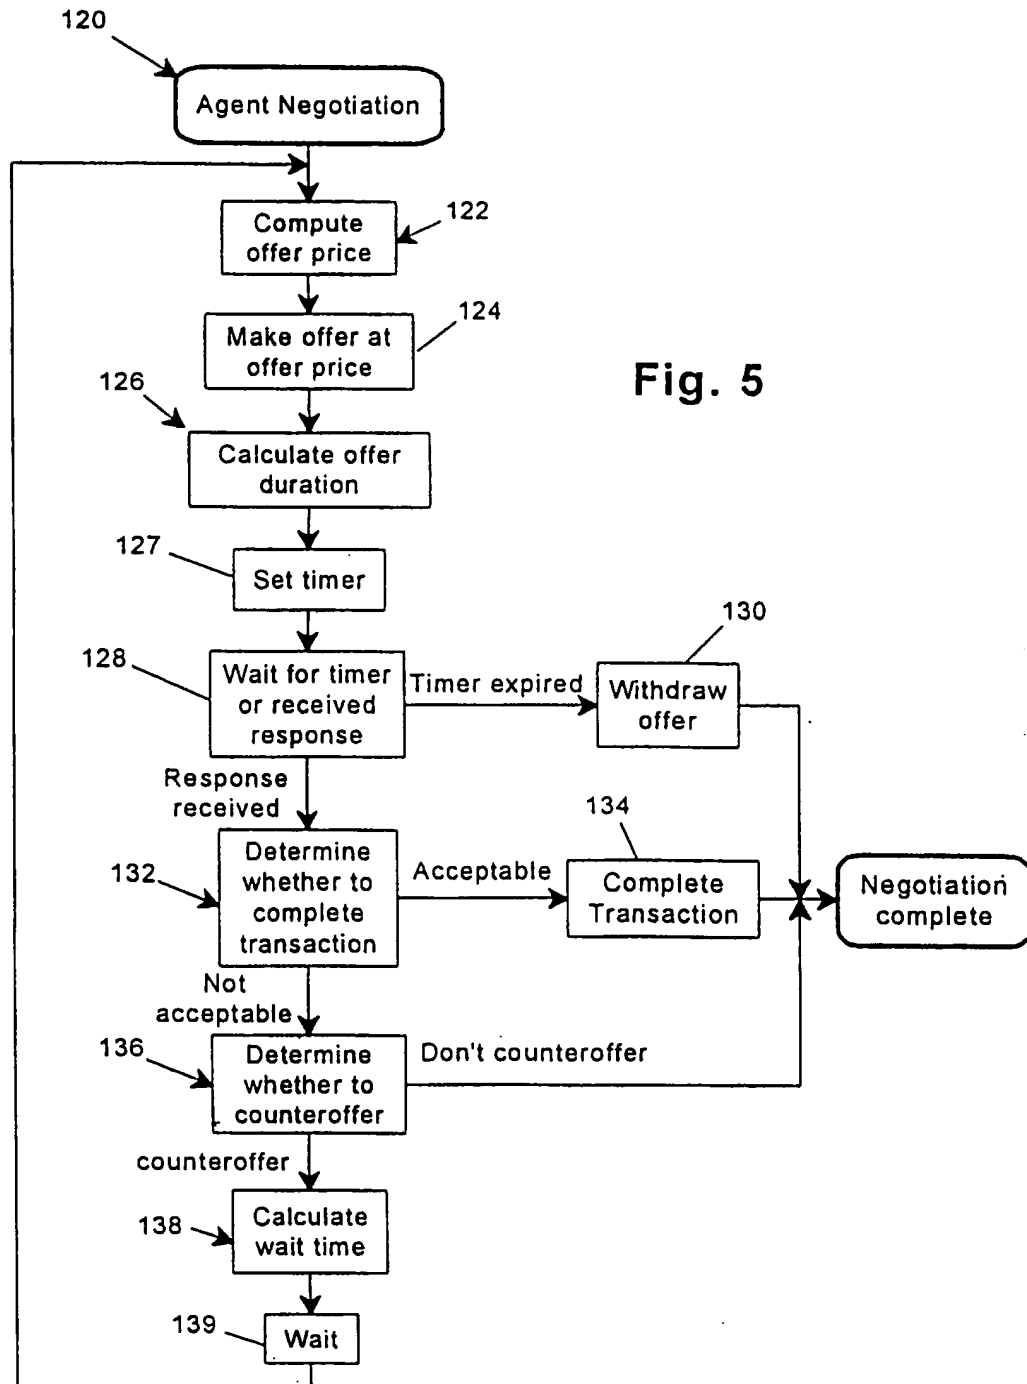 120
Agent Negotiation
Compute
offer price
122
Make offer at
offer price
124
Fig. 5
126
Calculate offer
duration
127
Set timer
128
Wait for timer
or received
response
Timer expired
130
Withdraw
offer
Response
received
132
Determine
whether to
complete
transaction
Acceptable
134
Complete
Transaction
Negotiation
complete
Not
acceptable
136
Determine
whether to
counteroffer
Don't counteroffer
counteroffer
138
Calculate
wait time
139
Wait